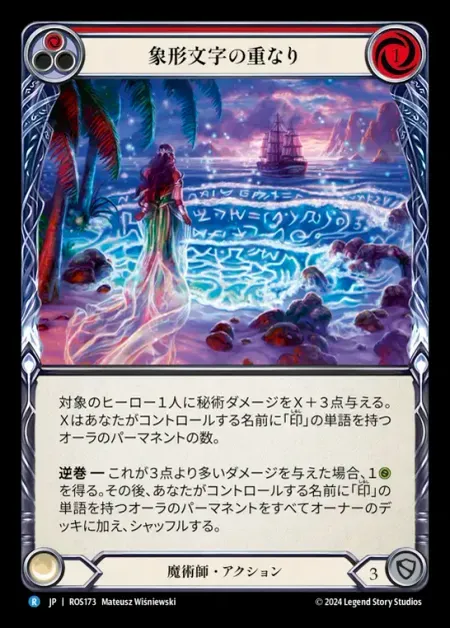 1
象形文字の重なり
対象のヒーロー1人に秘術ダメージをX+3点与える。
Xはあなたがコントロールする名前に「印」の単語を持つ
オーラのパーマネントの数。
逆巻 ー これが3点より多いダメージを与えた場合、1
を得る。その後、あなたがコントロールする名前に「印」の
単語を持つオーラのパーマネントをすべてオーナーのデ
ッキに加え、シャッフルする。
魔術師・アクション
3
R JP | ROS173 Mateusz Wiśniewski
© 2024 Legend Story Studios